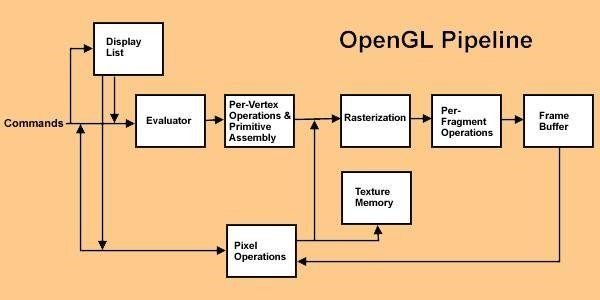 OpenGL Pipeline
Display
List
Commands
Evaluator
Per-Vertex
Operations &
Primitive
Assembly
Rasterization
Per-
Fragment
Operations
Frame
Buffer
Texture
Memory
Pixel
Operations